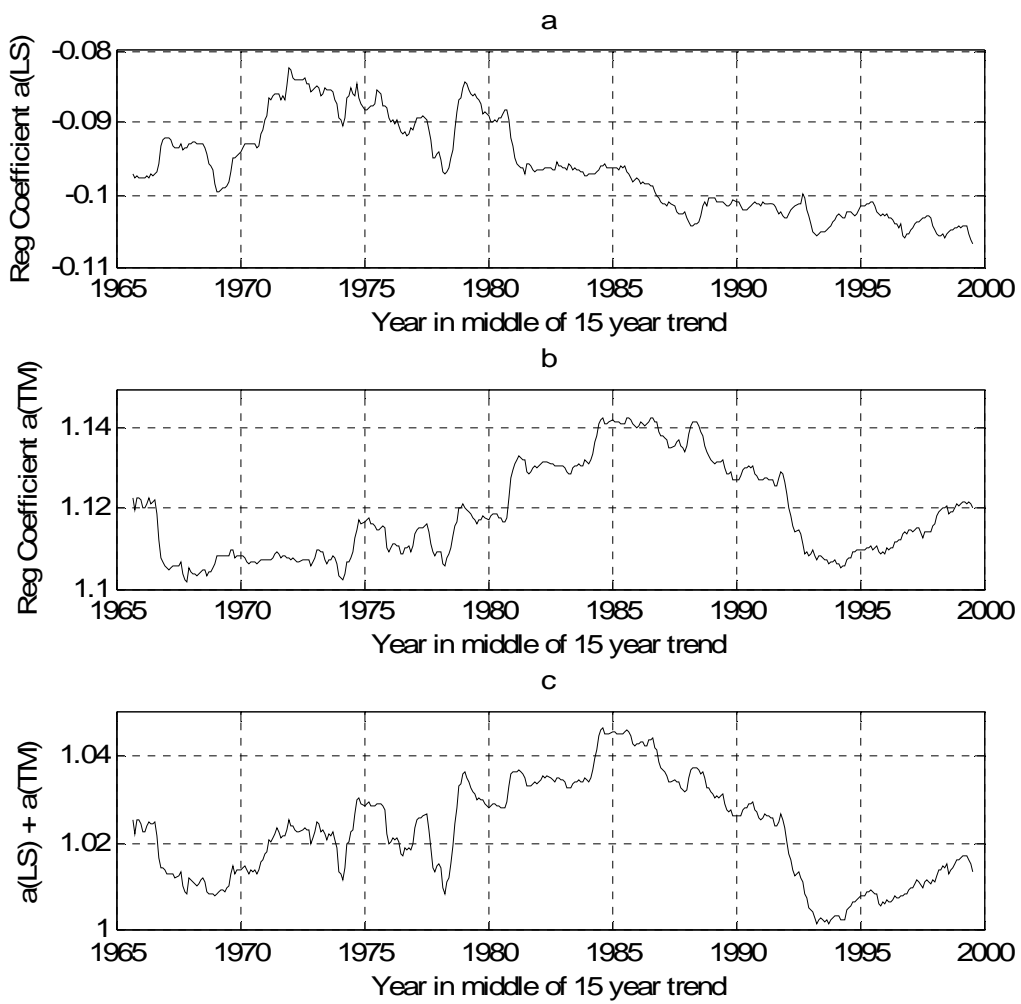 a
Reg Coefficient a(LS)
-0.08
-0.09
-0.1
-0.11
1965 1970 1975 1980 1985 1990 1995 2000
Year in middle of 15 year trend
b
Reg Coefficient a(TM)
1.14
1.12
1.1
1965 1970 1975 1980 1985 1990 1995 2000
Year in middle of 15 year trend
c
a(LS) + a(TM)
1.04
1.02
1
1965 1970 1975 1980 1985 1990 1995 2000
Year in middle of 15 year trend